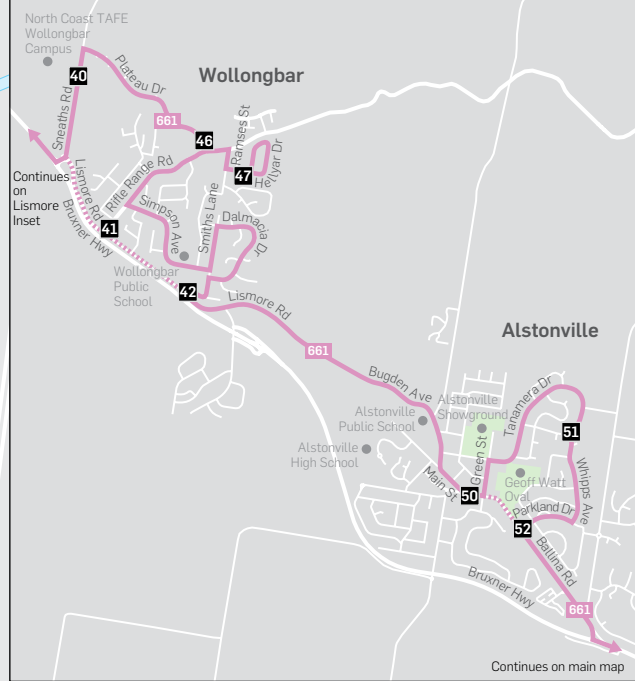 North Coast TAFE
Wollongbar
Campus
40
Plateau Dr
Wollongbar
Sneaths Rd
661
46
Ramses St
Hellyar Dr
47
Continues
on
Lismore
Inset
Lismore Rd
Rifle Range Rd
Simpson Ave
Smiths Lane
Dalmacia Dr
41
Bruxner Hwy
Wollongbar
Public
School
42
Lismore Rd
661
Alstonville
Bugden Ave
Alstonville
Showground
Tanamera Dr
Alstonville
Public School
51
Alstonville
High School
Green St
Main St
50
Geoff Watt
Oval
Whipps Ave
Parkland Dr
52
Ballina Rd
Bruxner Hwy
661
Continues on main map